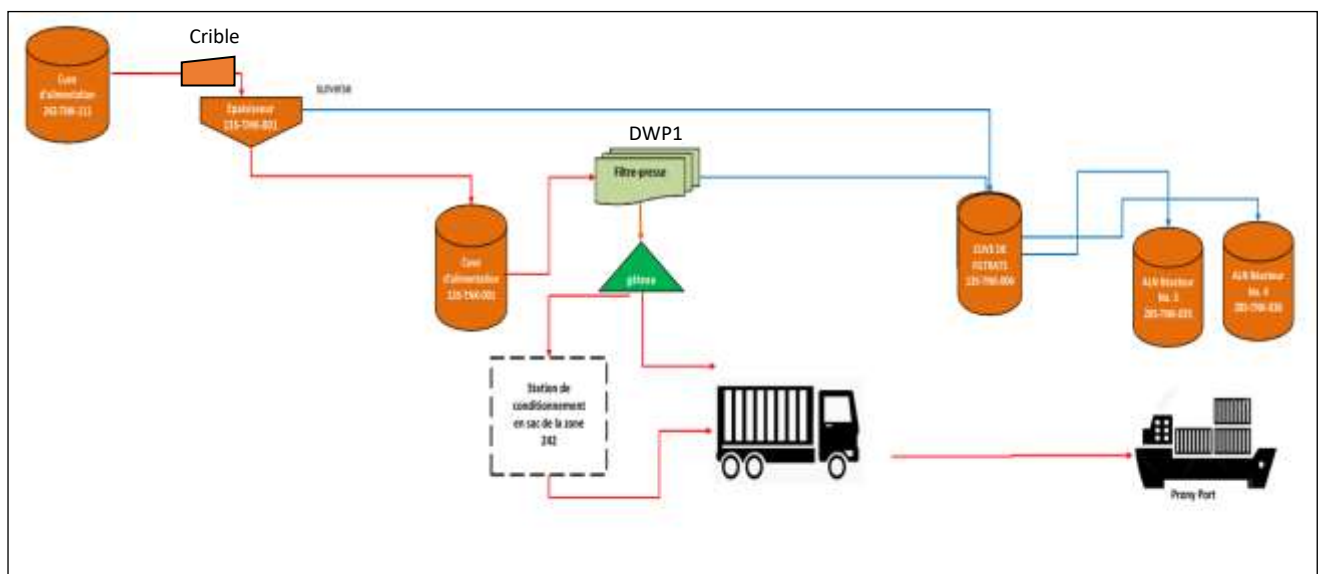 Crible
Cuve
d'alimentation
surverse
Epaississeur
DWP1
Filtre-presse
Cuve
d'alimentation
gâteau
CUVE DE
FILTRATS
ALN Réacteur
No. 3
ALN Réacteur
No. 4
Station de
conditionnement
en sac de la zone
242
Prony Port